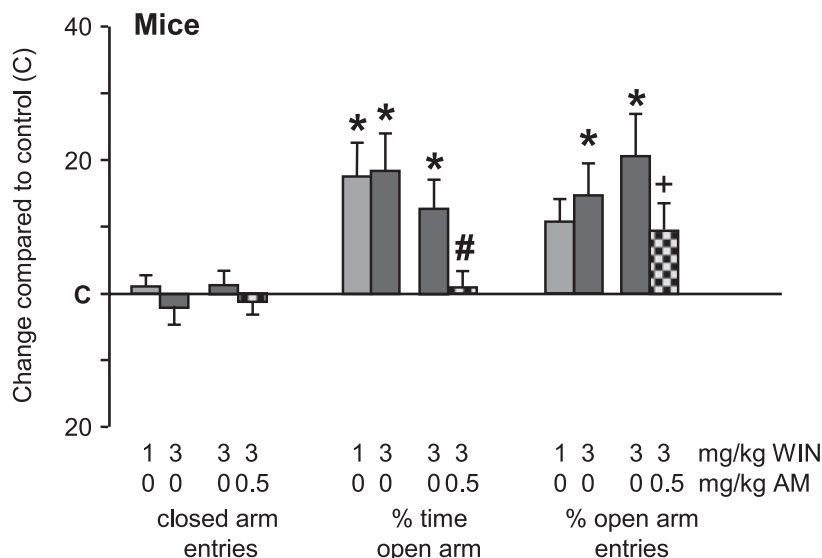 Mice
40
20
C
20
Change compared to control (C)
* * * # * * +
1 3 3 3 1 3 3 3 1 3 3 3 mg/kg WIN
0 0 0 0.5 0 0 0 0.5 0 0 0 0.5 mg/kg AM
closed arm entries
% time open arm
% open arm entries